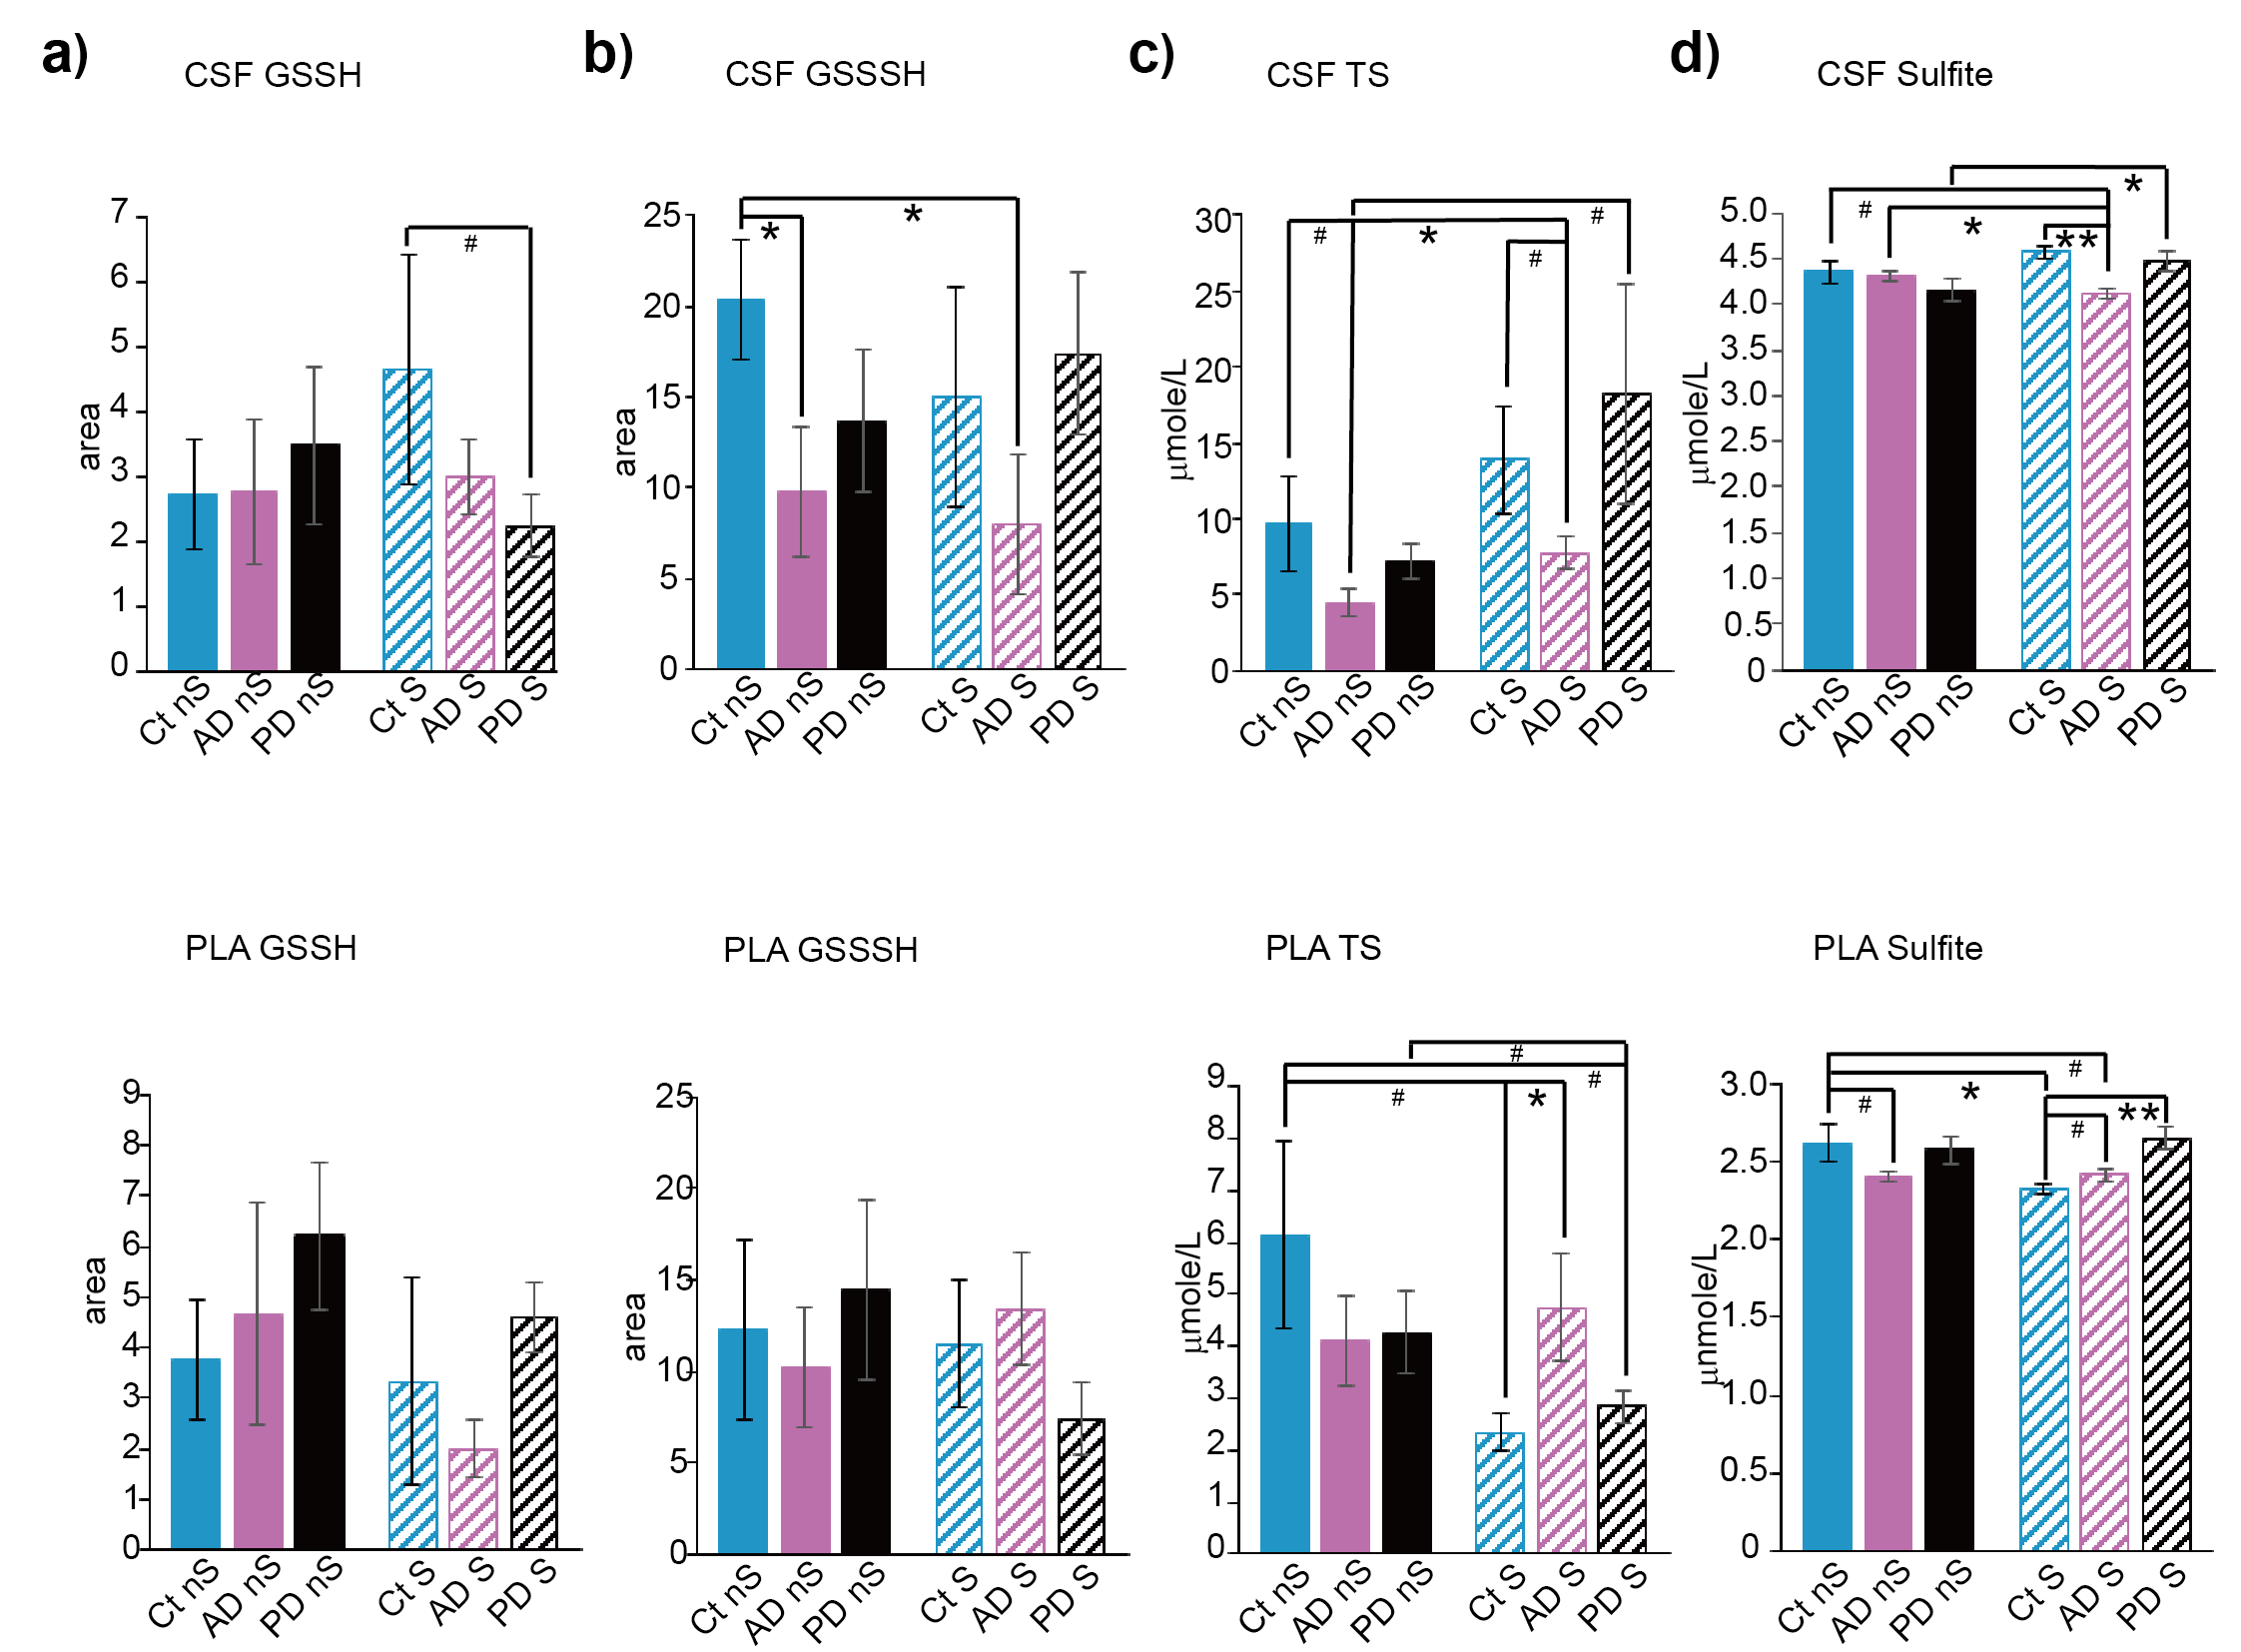 a)
CSF GSSH
7
6
5
4
3
2
1
0
area
#
Ct nS
AD nS
PD nS
Ct S
AD S
PD S
b)
CSF GSSSH
25
20
15
10
5
0
area
*
*
Ct nS
AD nS
PD nS
Ct S
AD S
PD S
c)
CSF TS
30
25
20
15
10
5
0
μmole/L
#
*
#
#
Ct nS
AD nS
PD nS
Ct S
AD S
PD S
d)
CSF Sulfite
5.0
4.5
4.0
3.5
3.0
2.5
2.0
1.5
1.0
0.5
0
μmole/L
*
#
*
**
Ct nS
AD nS
PD nS
Ct S
AD S
PD S
PLA GSSH
9
8
7
6
5
4
3
2
1
0
area
Ct nS
AD nS
PD nS
Ct S
AD S
PD S
PLA GSSSH
25
20
15
10
5
0
area
Ct nS
AD nS
PD nS
Ct S
AD S
PD S
PLA TS
9
8
7
6
5
4
3
2
1
0
μmole/L
#
#
#
*
Ct nS
AD nS
PD nS
Ct S
AD S
PD S
PLA Sulfite
3.0
2.5
2.0
1.5
1.0
0.5
0
μnmole/L
#
*
#
**
#
Ct nS
AD nS
PD nS
Ct S
AD S
PD S